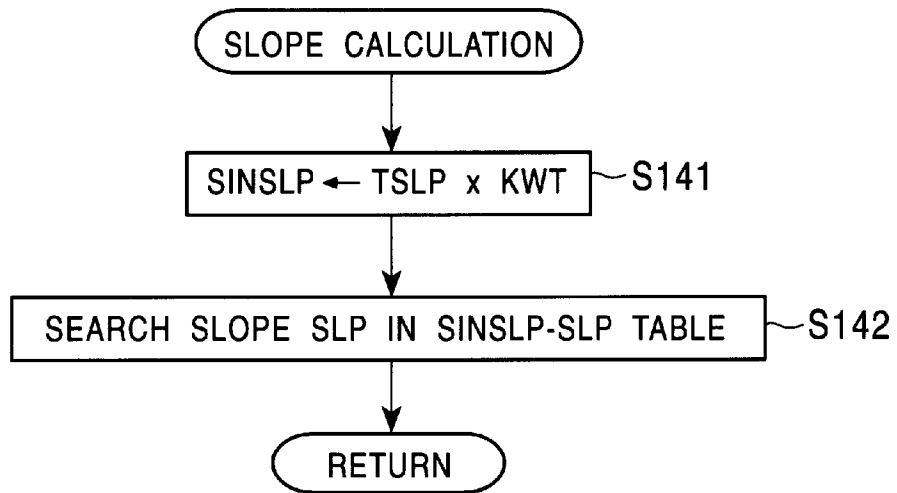 SLOPE CALCULATION
SINSLP ← TSLP x KWT
S141
SEARCH SLOPE SLP IN SINSLP-SLP TABLE
S142
RETURN